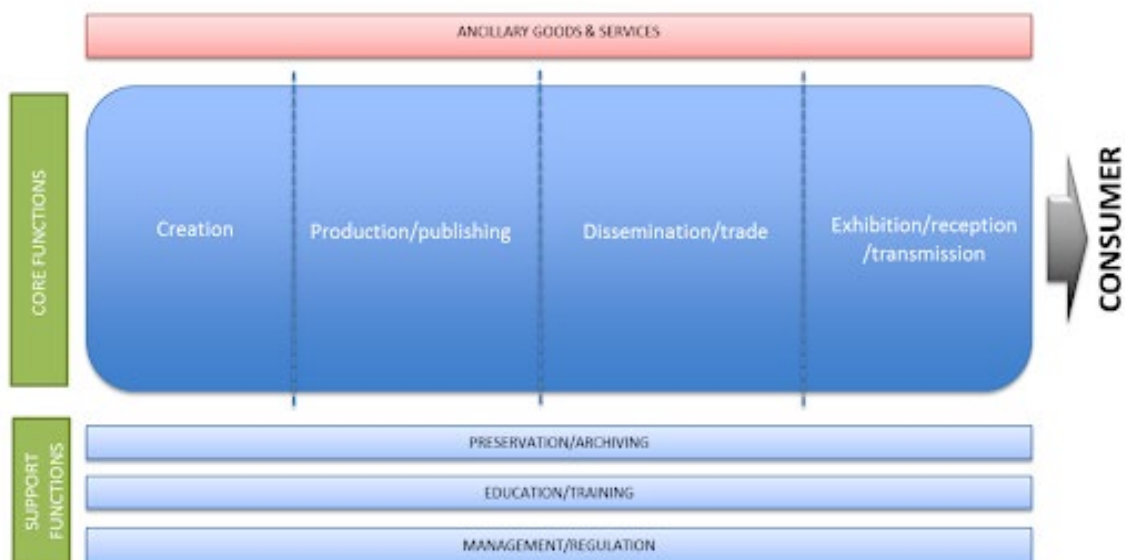 ANCILLARY GOODS & SERVICES
CORE FUNCTIONS
Creation
Production/publishing
Dissemination/trade
Exhibition/reception
/transmission
CONSUMER
SUPPORT
FUNCTIONS
PRESERVATION/ARCHIVING
EDUCATION/TRAINING
MANAGEMENT/REGULATION